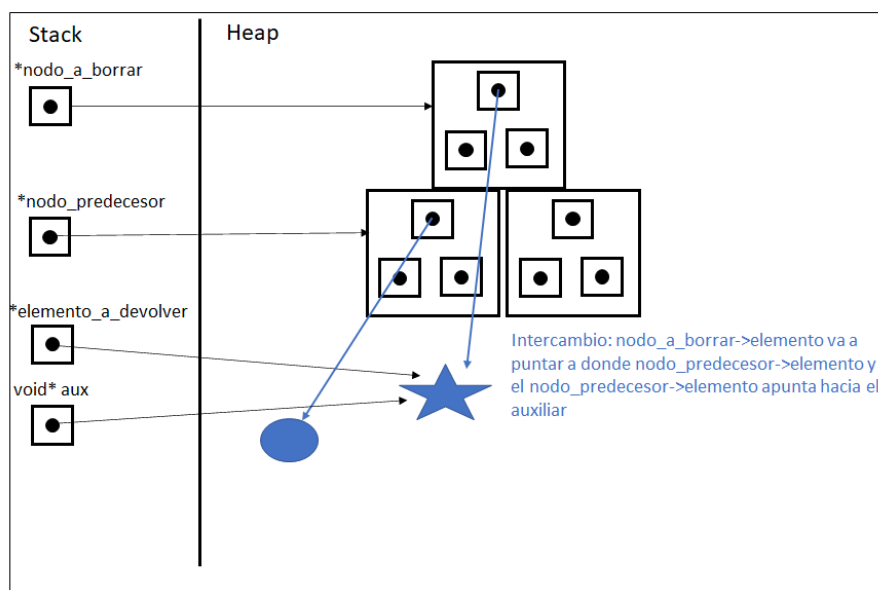 Stack
Heap
*nodo_a_borrar
*nodo_predecesor
*elemento_a_devolver
void* aux
Intercambio: nodo_a_borrar->elemento va a
puntar a donde nodo_predecesor->elemento y
el nodo_predecesor->elemento apunta hacia el
auxiliar